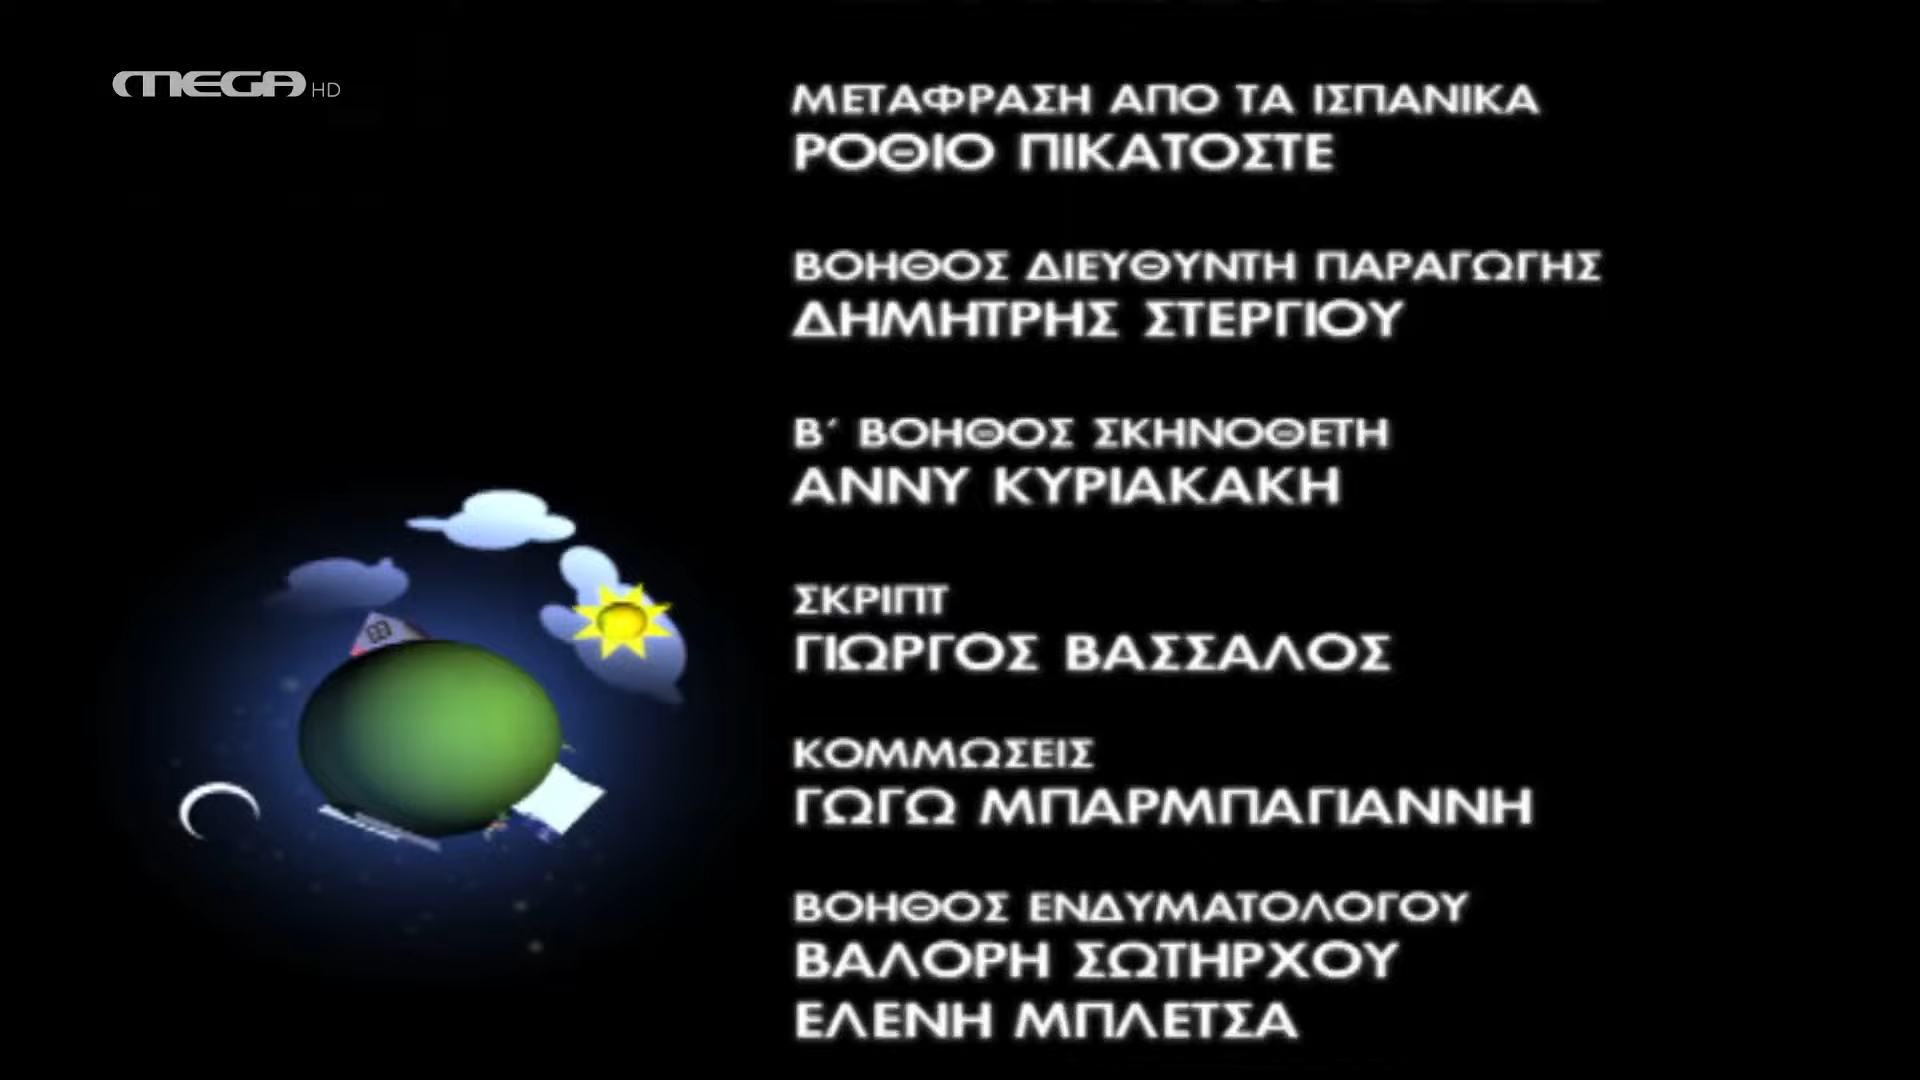 MEGA HD
ΜΕΤΑΦΡΑΣΗ ΑΠΟ ΤΑ ΙΣΠΑΝΙΚΑ
ΡΟΘΙΟ ΠΙΚΑΤΟΣΤΕ
ΒΟΗΘΟΣ ΔΙΕΥΘΥΝΤΗ ΠΑΡΑΓΩΓΗΣ
ΔΗΜΗΤΡΗΣ ΣΤΕΡΓΙΟΥ
Β΄ ΒΟΗΘΟΣ ΣΚΗΝΟΘΕΤΗ
ΑΝΝΥ ΚΥΡΙΑΚΑΚΗ
ΣΚΡΙΠΤ
ΓΙΩΡΓΟΣ ΒΑΣΣΑΛΟΣ
ΚΟΜΜΩΣΕΙΣ
ΓΩΓΩ ΜΠΑΡΜΠΑΓΙΑΝΝΗ
ΒΟΗΘΟΣ ΕΝΔΥΜΑΤΟΛΟΓΟΥ
ΒΑΛΟΡΗ ΣΩΤΗΡΧΟΥ
ΕΛΕΝΗ ΜΠΛΕΤΣΑ